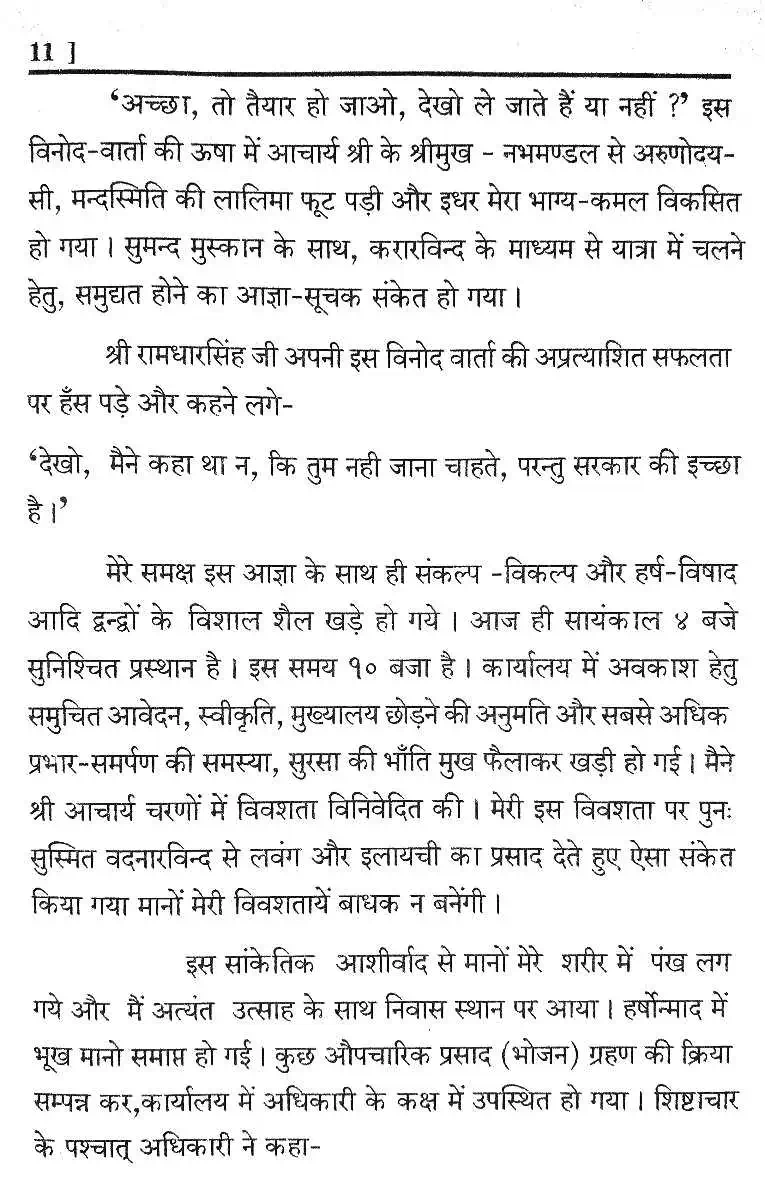 11 ]
‘अच्छा, तो तैयार हो जाओ, देखो ले जाते हैं या नहीं ?’ इस
विनोद-वार्ता की ऊषा में आचार्य श्री के श्रीमुख - नभमण्डल से अरुणोदय-
सी, मन्दस्मिति की लालिमा फूट पड़ी और इधर मेरा भाग्य-कमल विकसित
हो गया । सुमन्द मुस्कान के साथ, करारविन्द के माध्यम से यात्रा में चलने
हेतु, समुद्यत होने का आज्ञा-सूचक संकेत हो गया ।
श्री रामधारसिंह जी अपनी इस विनोद वार्ता की अप्रत्याशित सफलता
पर हँस पड़े और कहने लगे-
‘देखो, मैने कहा था न, कि तुम नही जाना चाहते, परन्तु सरकार की इच्छा
है ।’
मेरे समक्ष इस आज्ञा के साथ ही संकल्प -विकल्प और हर्ष-विषाद
आदि द्वन्द्वों के विशाल शैल खड़े हो गये । आज ही सायंकाल ४ बजे
सुनिश्चित प्रस्थान है । इस समय १० बजा है । कार्यालय में अवकाश हेतु
समुचित आवेदन, स्वीकृति, मुख्यालय छोड़ने की अनुमति और सबसे अधिक
प्रभार-समर्पण की समस्या, सुरसा की भाँति मुख फैलाकर खड़ी हो गई । मैने
श्री आचार्य चरणों में विवशता विनिवेदित की । मेरी इस विवशता पर पुनः
सुस्मित वदनारविन्द से लवंग और इलायची का प्रसाद देते हुए ऐसा संकेत
किया गया मानों मेरी विवशतायें बाधक न बनेंगी ।
इस सांकेतिक आशीर्वाद से मानों मेरे शरीर में पंख लग
गये और मैं अत्यंत उत्साह के साथ निवास स्थान पर आया । हर्षोन्माद में
भूख मानो समाप्त हो गई । कुछ औपचारिक प्रसाद (भोजन) ग्रहण की क्रिया
सम्पन्न कर,कार्यालय में अधिकारी के कक्ष में उपस्थित हो गया । शिष्टाचार
के पश्चात् अधिकारी ने कहा-